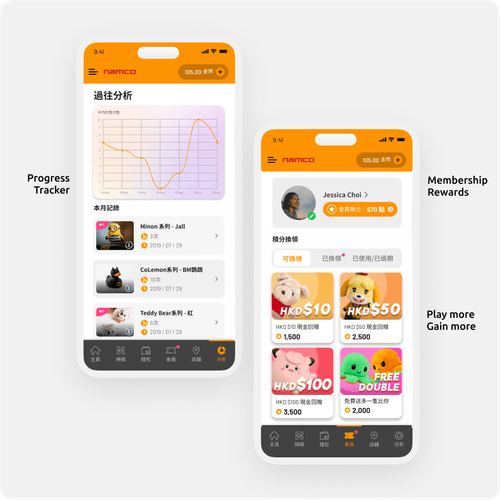 Progress
Tracker
9:41
namco
105.00 金幣
過往分析
本月記錄
Minon 系列 - Jall
3次
2019 / 07 / 29
CoLemon系列 - BM鸚鵡
10次
2019 / 07 / 29
Teddy Bear系列 - 紅
6次
2019 / 07 / 29
主頁
掃碼
錢包
會員
店舖
分析
Membership
Rewards
Play more
Gain more
9:41
namco
105.00 金幣
Jessica Choi
會員積分: 570 點
積分換領
可換領
已換領
已使用/已過期
HKD$10
HKD $10 現金回贈
1,500
HKD$50
HKD $50 現金回贈
2,500
HKD$100
HKD $100 現金回贈
3,500
FREE
DOUBLE
免費送多一隻比你
2,000
主頁
掃碼
錢包
會員
店舖
分析